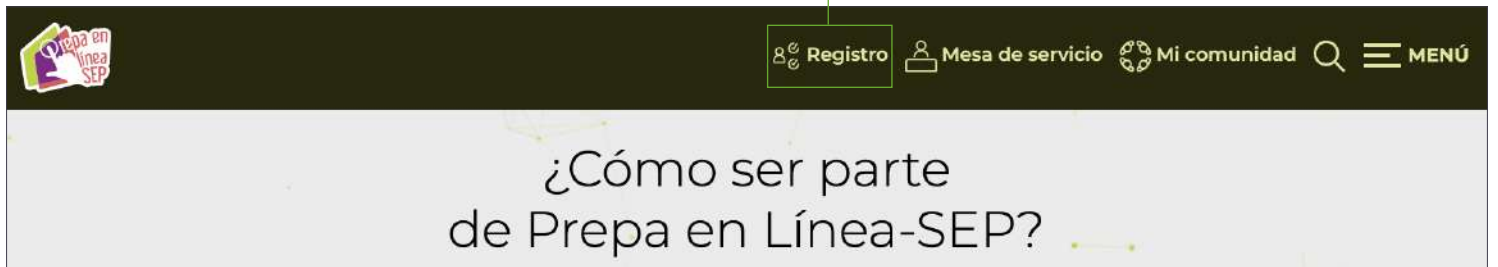 Prepa en
línea
SEP
Registro
Mesa de servicio
Mi comunidad
MENÚ
¿Cómo ser parte
de Prepa en Línea-SEP?